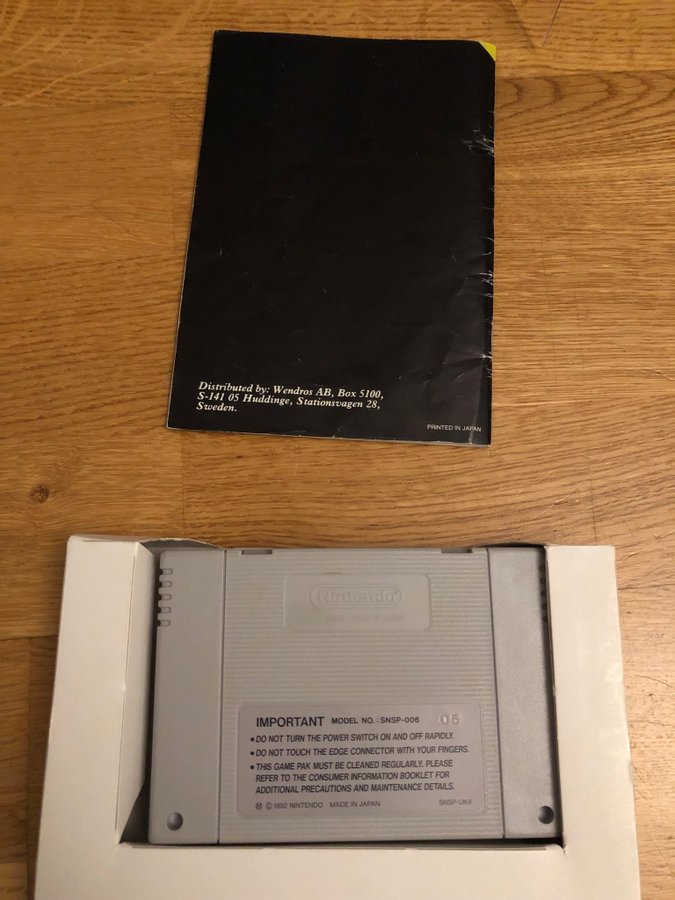 Distributed by: Wendros AB, Box 5100,
S-141 05 Huddinge, Stationsvagen 28,
Sweden.
PRINTED IN JAPAN
Nintendo
MADE IN JAPAN
IMPORTANT MODEL NO.: SNSP-006 05
• DO NOT TURN THE POWER SWITCH ON AND OFF RAPIDLY.
• DO NOT TOUCH THE EDGE CONNECTOR WITH YOUR FINGERS.
• THIS GAME PAK MUST BE CLEANED REGULARLY. PLEASE
REFER TO THE CONSUMER INFORMATION BOOKLET FOR
ADDITIONAL PRECAUTIONS AND MAINTENANCE DETAILS.
Ⓜ © 1992 NINTENDO MADE IN JAPAN SNSP-UKV